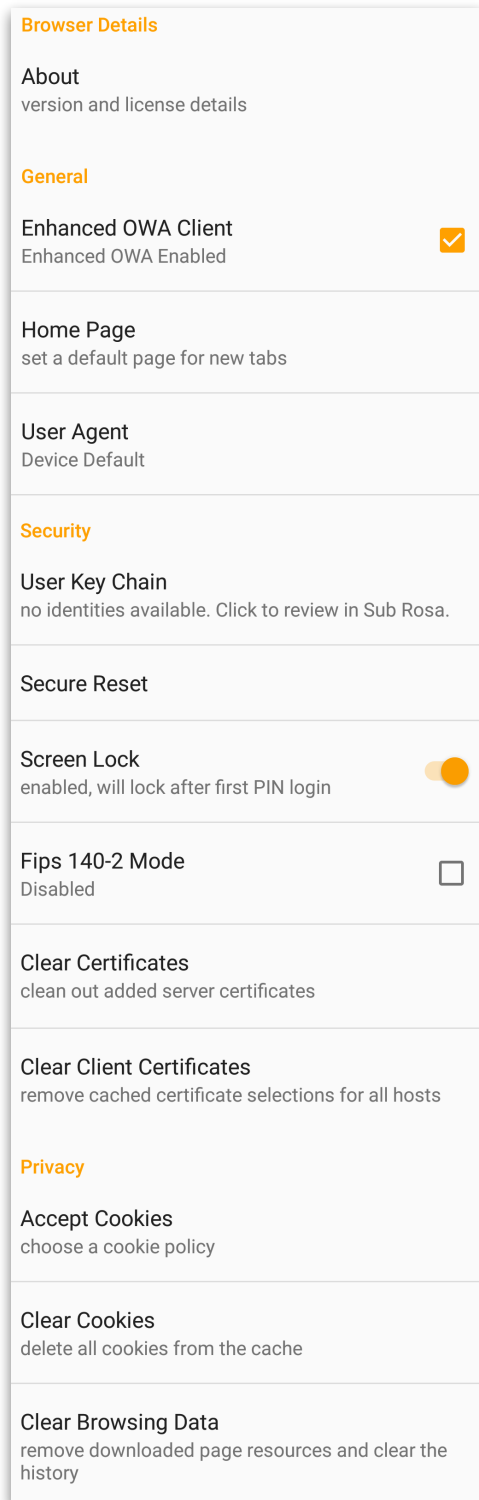 Browser Details
About
version and license details
General
Enhanced OWA Client
Enhanced OWA Enabled
Home Page
set a default page for new tabs
User Agent
Device Default
Security
User Key Chain
no identities available. Click to review in Sub Rosa.
Secure Reset
Screen Lock
enabled, will lock after first PIN login
Fips 140-2 Mode
Disabled
Clear Certificates
clean out added server certificates
Clear Client Certificates
remove cached certificate selections for all hosts
Privacy
Accept Cookies
choose a cookie policy
Clear Cookies
delete all cookies from the cache
Clear Browsing Data
remove downloaded page resources and clear the
history